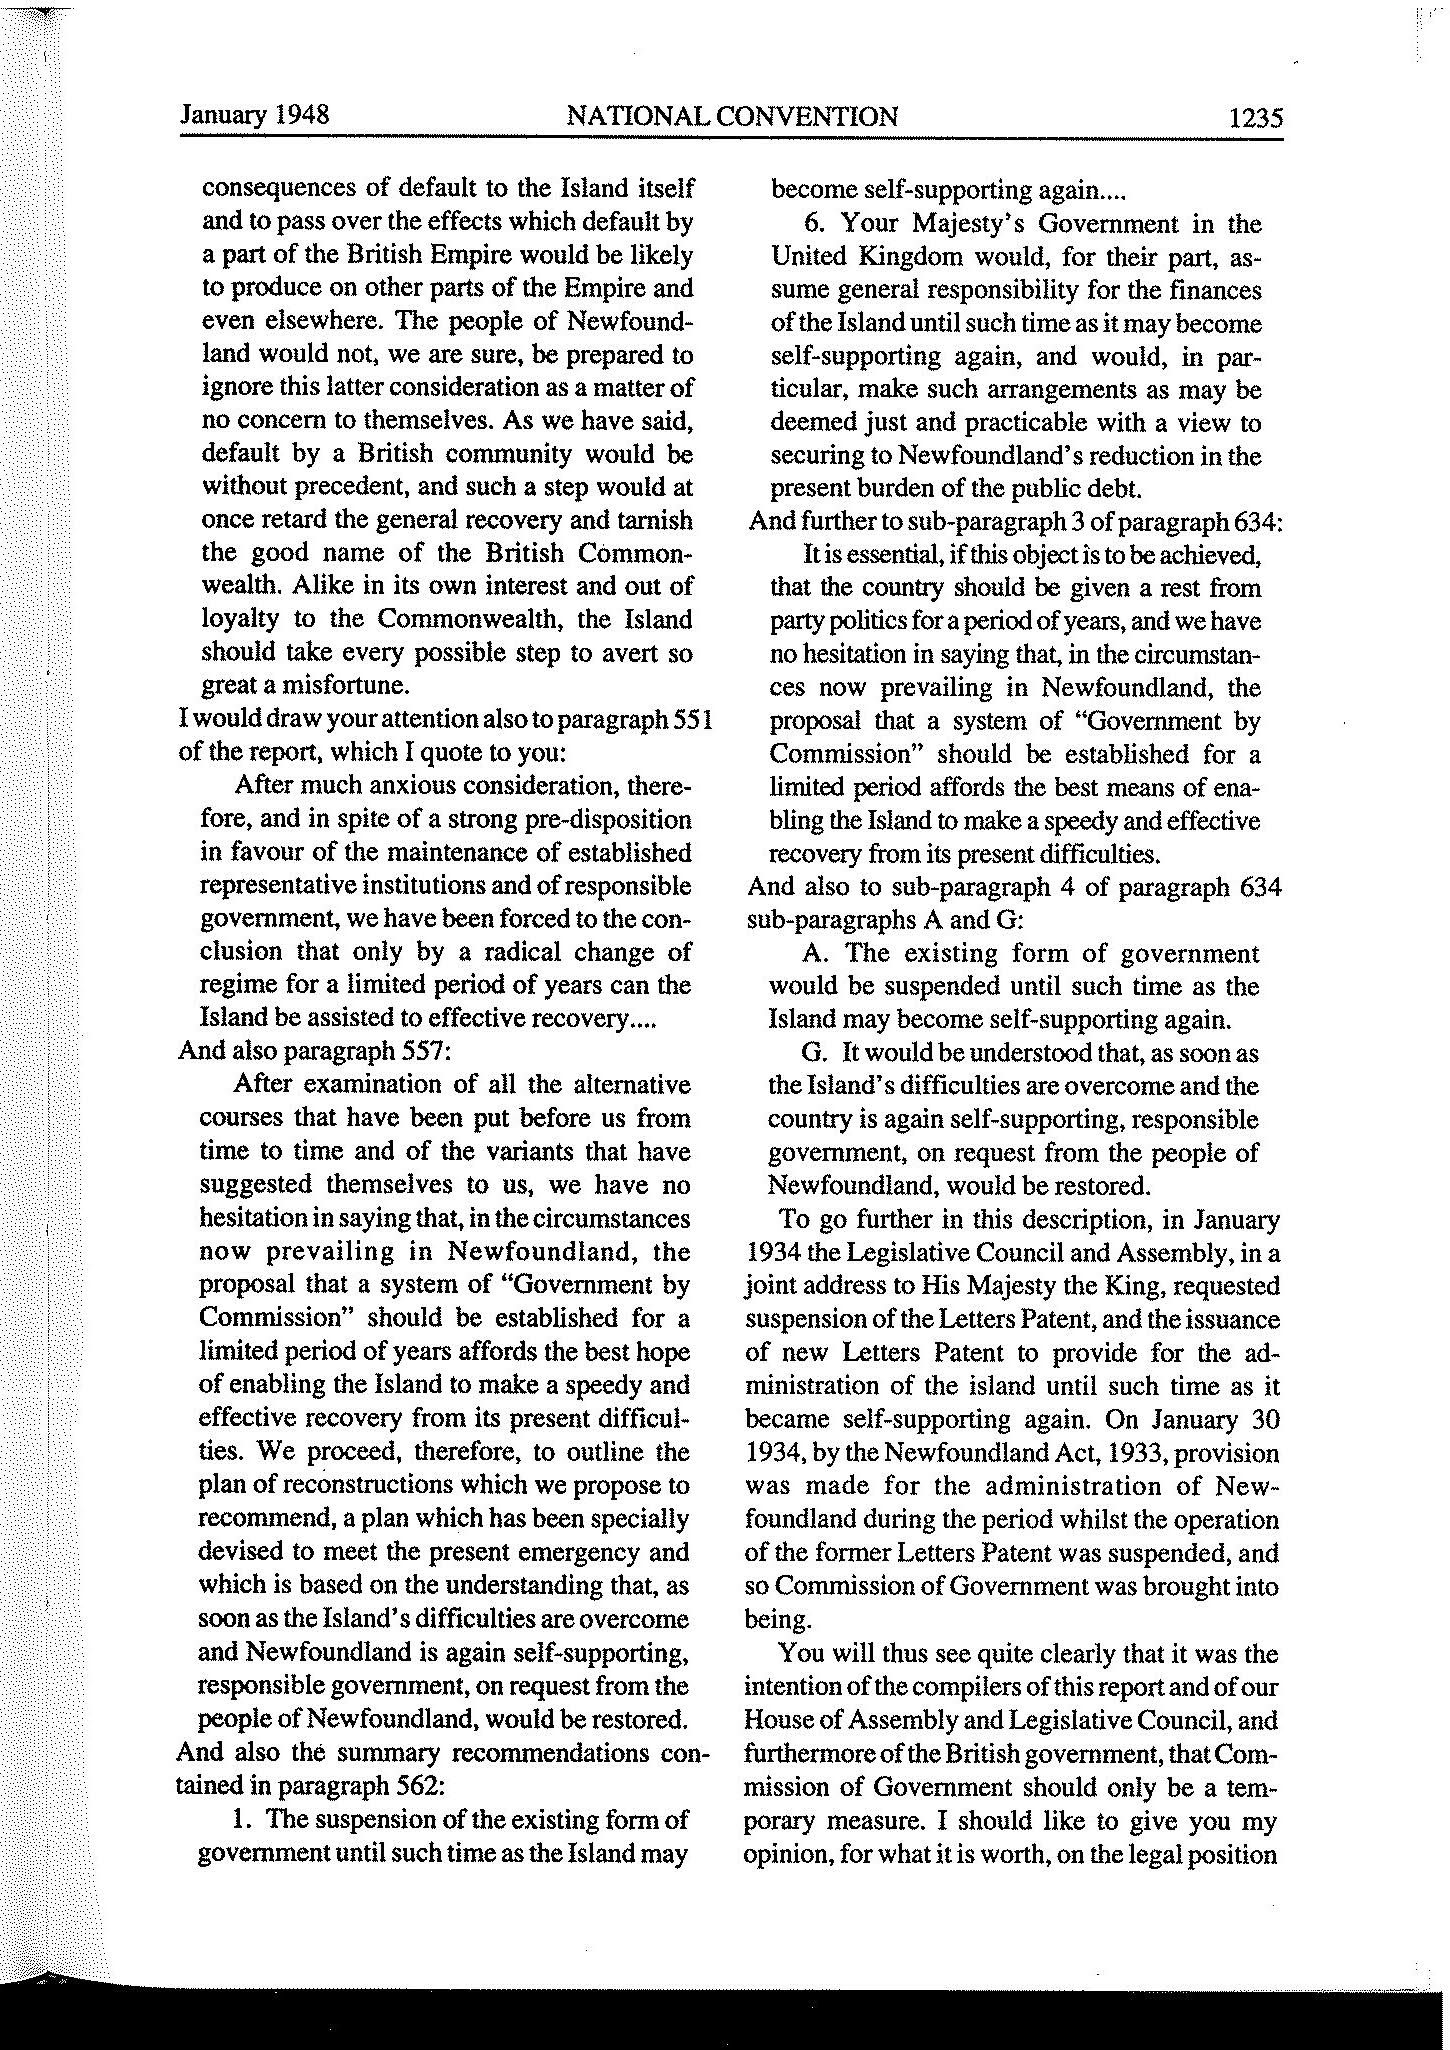 January 1948
NATIONAL CONVENTION
1235
consequences of default to the Island itself
and to pass over the effects which default by
a part of the British Empire would be likely
to produce on other parts of the Empire and
even elsewhere. The people of Newfound-
land would not, we are sure, be prepared to
ignore this latter consideration as a matter of
no concern to themselves. As we have said,
default by a British community would be
without precedent, and such a step would at
once retard the general recovery and tarnish
the good name of the British Common-
wealth. Alike in its own interest and out of
loyalty to the Commonwealth, the Island
should take every possible step to avert so
great a misfortune.
I would draw your attention also to paragraph 551
of the report, which I quote to you:
After much anxious consideration, there-
fore, and in spite of a strong pre-disposition
in favour of the maintenance of established
representative institutions and of responsible
government, we have been forced to the con-
clusion that only by a radical change of
regime for a limited period of years can the
Island be assisted to effective recovery....
And also paragraph 557:
After examination of all the alternative
courses that have been put before us from
time to time and of the variants that have
suggested themselves to us, we have no
hesitation in saying that, in the circumstances
now prevailing in Newfoundland, the
proposal that a system of “Government by
Commission” should be established for a
limited period of years affords the best hope
of enabling the Island to make a speedy and
effective recovery from its present difficul-
ties. We proceed, therefore, to outline the
plan of reconstructions which we propose to
recommend, a plan which has been specially
devised to meet the present emergency and
which is based on the understanding that, as
soon as the Island's difficulties are overcome
and Newfoundland is again self-supporting,
responsible government, on request from the
people of Newfoundland, would be restored.
And also the summary recommendations con-
tained in paragraph 562:
1. The suspension of the existing form of
government until such time as the Island may
become self-supporting again....
6. Your Majesty's Government in the
United Kingdom would, for their part, as-
sume general responsibility for the finances
of the Island until such time as it may become
self-supporting again, and would, in par-
ticular, make such arrangements as may be
deemed just and practicable with a view to
securing to Newfoundland's reduction in the
present burden of the public debt.
And further to sub-paragraph 3 of paragraph 634:
It is essential, if this object is to be achieved,
that the country should be given a rest from
party politics for a period of years, and we have
no hesitation in saying that, in the circumstan-
ces now prevailing in Newfoundland, the
proposal that a system of “Government by
Commission” should be established for a
limited period affords the best means of ena-
bling the Island to make a speedy and effective
recovery from its present difficulties.
And also to sub-paragraph 4 of paragraph 634
sub-paragraphs A and G:
A. The existing form of government
would be suspended until such time as the
Island may become self-supporting again.
G. It would be understood that, as soon as
the Island's difficulties are overcome and the
country is again self-supporting, responsible
government, on request from the people of
Newfoundland, would be restored.
To go further in this description, in January
1934 the Legislative Council and Assembly, in a
joint address to His Majesty the King, requested
suspension of the Letters Patent, and the issuance
of new Letters Patent to provide for the ad-
ministration of the island until such time as it
became self-supporting again. On January 30
1934, by the Newfoundland Act, 1933, provision
was made for the administration of New-
foundland during the period whilst the operation
of the former Letters Patent was suspended, and
so Commission of Government was brought into
being.
You will thus see quite clearly that it was the
intention of the compilers of this report and of our
House of Assembly and Legislative Council, and
furthermore of the British government, that Com-
mission of Government should only be a tem-
porary measure. I should like to give you my
opinion, for what it is worth, on the legal position